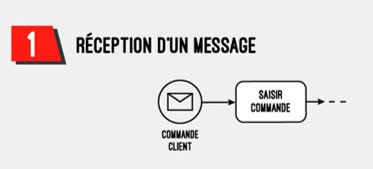 1
RÉCEPTION D'UN MESSAGE
SAISIR
COMMANDE
COMMANDE
CLIENT